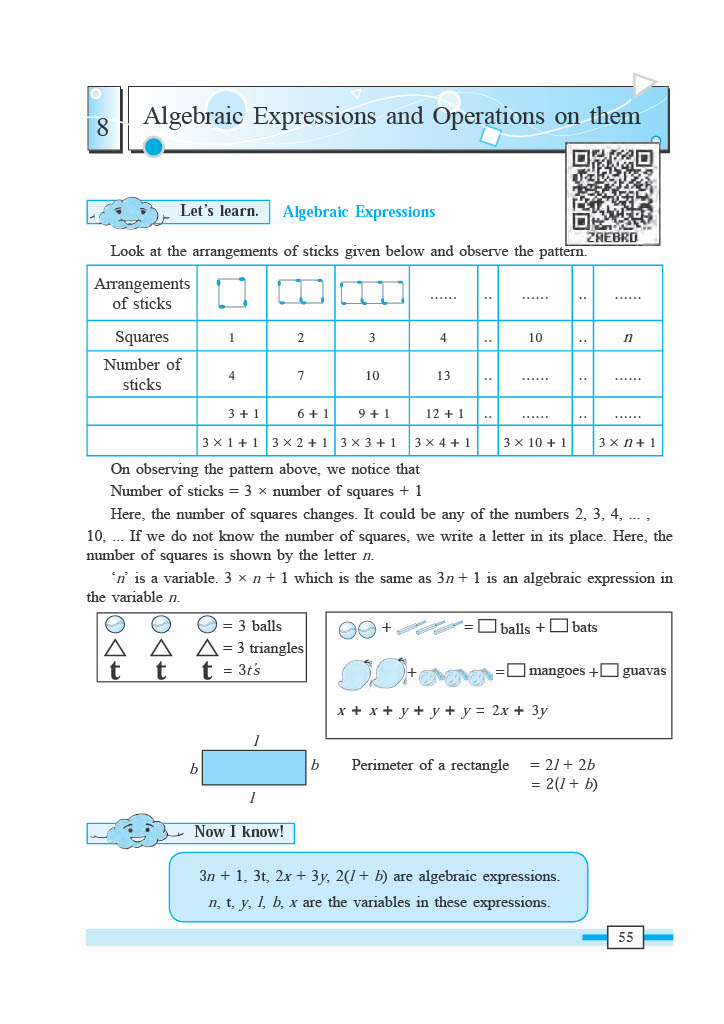 8
Algebraic Expressions and Operations on them
ZAEBRD
Let's learn. Algebraic Expressions
Look at the arrangements of sticks given below and observe the pattern.
Arrangements of sticks ...... .. ...... .. ......
Squares 1 2 3 4 .. 10 .. n
Number of sticks 4 7 10 13 .. ...... .. ......
3 + 1 6 + 1 9 + 1 12 + 1 .. ...... .. ......
3 × 1 + 1 3 × 2 + 1 3 × 3 + 1 3 × 4 + 1 3 × 10 + 1 3 × n + 1
On observing the pattern above, we notice that
Number of sticks = 3 × number of squares + 1
Here, the number of squares changes. It could be any of the numbers 2, 3, 4, ... ,
10, ... If we do not know the number of squares, we write a letter in its place. Here, the
number of squares is shown by the letter n.
'n' is a variable. 3 × n + 1 which is the same as 3n + 1 is an algebraic expression in
the variable n.
= 3 balls
= 3 triangles
t t t = 3t's
+ = balls + bats
+ = mangoes + guavas
x + x + y + y + y = 2x + 3y
l
b b
l
Perimeter of a rectangle = 2l + 2b
= 2(l + b)
Now I know!
3n + 1, 3t, 2x + 3y, 2(l + b) are algebraic expressions.
n, t, y, l, b, x are the variables in these expressions.
55